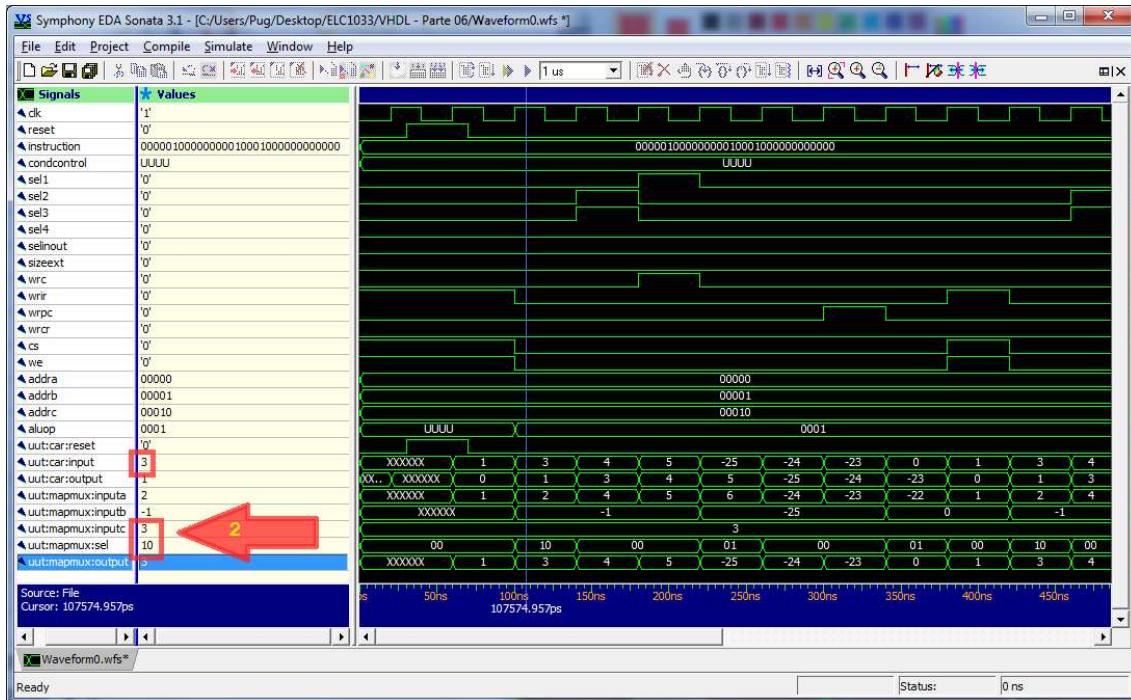 Symphony EDA Sonata 3.1 - [C:/Users/Pug/Desktop/ELC1033/VHDL - Parte 06/Waveform0.wfs *]
File Edit Project Compile Simulate Window Help
1 us
Signals Values
clk '1'
reset '0'
instruction 00000100000000010001000000000000 00000100000000010001000000000000
condcontrol UUUU UUUU
sel1 '0'
sel2 '0'
sel3 '0'
sel4 '0'
selinout '0'
sizeext '0'
wrc '0'
wrir '0'
wrpc '0'
wrcr '0'
cs '0'
we '0'
addra 00000 00000
addrb 00001 00001
addrc 00010 00010
aluop 0001 UUUU 0001
uut:car:reset '0'
uut:car:input 3 XXXXXX 1 3 4 5 -25 -24 -23 0 1 3 4
uut:car:output 1 XX.. XXXXXX 0 1 3 4 5 -25 -24 -23 0 1 3
uut:mapmux:inputa 2 XXXXXX 1 2 4 5 6 -24 -23 -22 1 2 4
uut:mapmux:inputb -1 XXXXXX -1 -25 0 -1
uut:mapmux:inputc 3 2 3
uut:mapmux:sel 10 00 10 00 01 00 01 00 10 00
uut:mapmux:output 3 XXXXXX 1 3 4 5 -25 -24 -23 0 1 3 4
Source: File
Cursor: 107574.957ps
50ns 100ns 150ns 200ns 250ns 300ns 350ns 400ns 450ns
107574.957ps
Waveform0.wfs*
Ready Status: 0 ns